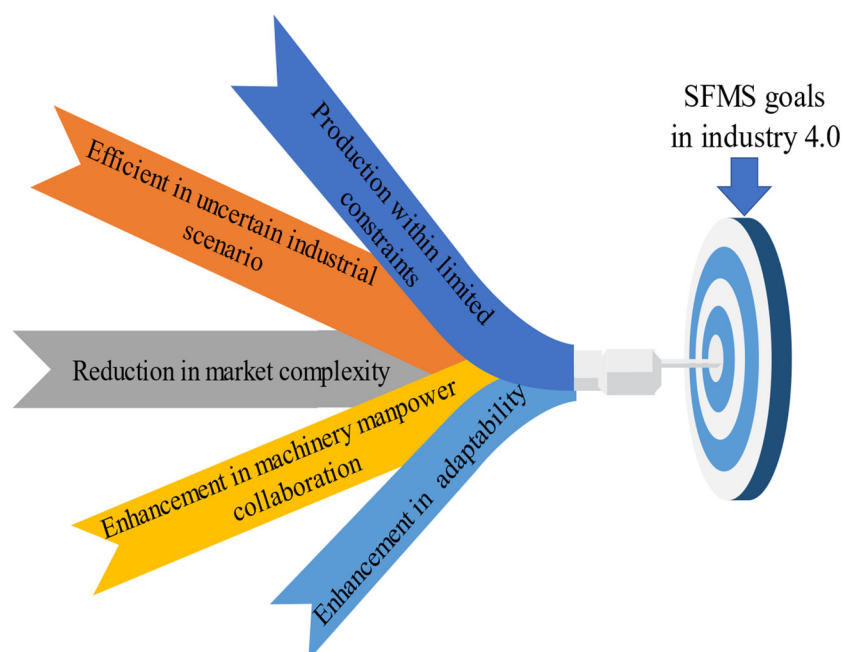 SFMS goals
in industry 4.0
Production within limited
constraints
Efficient in uncertain industrial
scenario
Reduction in market complexity
Enhancement in machinery manpower
collaboration
Enhancement in adaptability